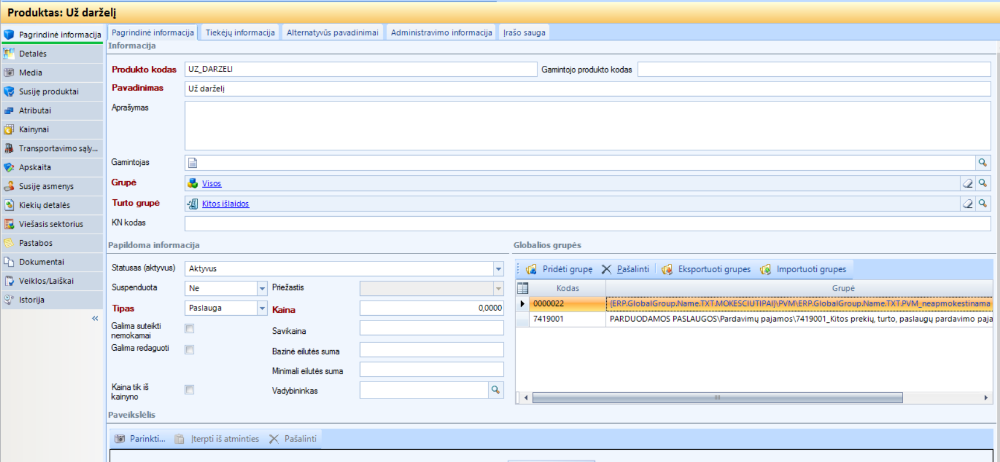 Produktas: Už darželį
Pagrindinė informacija
Detalės
Media
Susiję produktai
Atributai
Kainynai
Transportavimo sąly...
Apskaita
Susiję asmenys
Kiekių detalės
Viešasis sektorius
Pastabos
Dokumentai
Veiklos/Laiškai
Istorija
«
Pagrindinė informacija Tiekėjų informacija Alternatyvūs pavadinimai Administravimo informacija Įrašo sauga
Informacija
Produkto kodas UZ_DARZELI Gamintojo produkto kodas
Pavadinimas Už darželį
Aprašymas
Gamintojas
Grupė Visos
Turto grupė Kitos išlaidos
KN kodas
Papildoma informacija
Statusas (aktyvus) Aktyvus
Suspenduota Ne Priežastis
Tipas Paslauga Kaina 0,0000
Galima suteikti
nemokamai
Savikaina
Galima redaguoti
Bazinė eilutės suma
Minimali eilutės suma
Kaina tik iš
kainyno
Vadybininkas
Globalios grupės
Pridėti grupę Pašalinti Eksportuoti grupes Importuoti grupes
Kodas Grupė
0000022 {ERP.GlobalGroup.Name.TXT.MOKESCIUTIPAI}\PVM\ERP.GlobalGroup.Name.TXT.PVM_neapmokestinama
7419001 PARDUODAMOS PASLAUGOS\Pardavimų pajamos\7419001_Kitos prekių, turto, paslaugų pardavimo paja
Paveikslėlis
Parinkti... Įterpti iš atminties Pašalinti